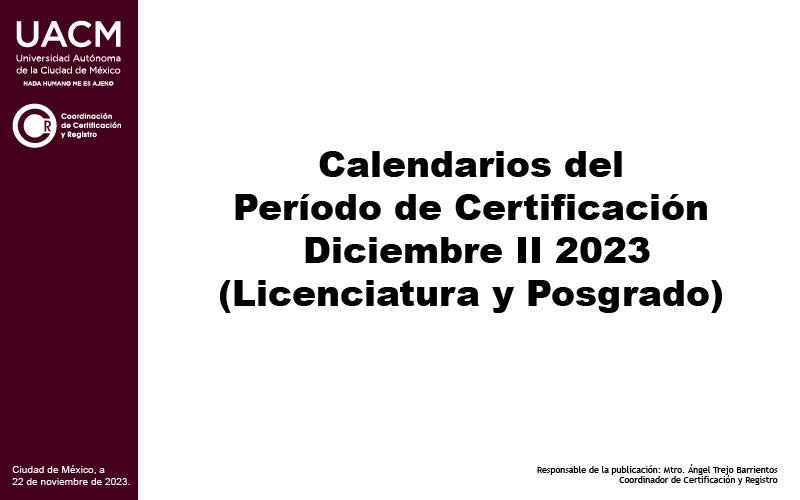 UACM
Universidad Autónoma
de la Ciudad de México
NADA HUMANO ME ES AJENO
CR
Coordinación
de Certificación
y Registro
Calendarios del
Período de Certificación
Diciembre II 2023
(Licenciatura y Posgrado)
Ciudad de México, a
22 de noviembre de 2023.
Responsable de la publicación: Mtro. Ángel Trejo Barrientos
Coordinador de Certificación y Registro